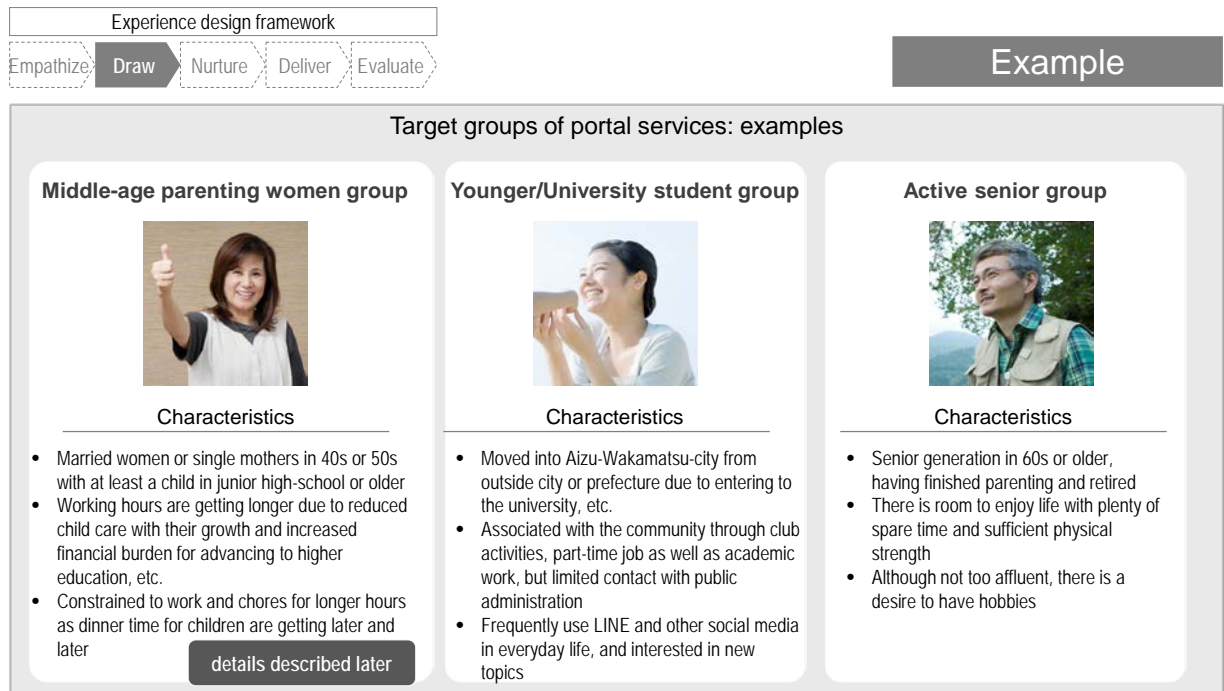 Experience design framework
Empathize Draw Nurture Deliver Evaluate
Example
Target groups of portal services: examples
Middle-age parenting women group
Characteristics
• Married women or single mothers in 40s or 50s
with at least a child in junior high-school or older
• Working hours are getting longer due to reduced
child care with their growth and increased
financial burden for advancing to higher
education, etc.
• Constrained to work and chores for longer hours
as dinner time for children are getting later and
later
details described later
Younger/University student group
Characteristics
• Moved into Aizu-Wakamatsu-city from
outside city or prefecture due to entering to
the university, etc.
• Associated with the community through club
activities, part-time job as well as academic
work, but limited contact with public
administration
• Frequently use LINE and other social media
in everyday life, and interested in new
topics
Active senior group
Characteristics
• Senior generation in 60s or older,
having finished parenting and retired
• There is room to enjoy life with plenty of
spare time and sufficient physical
strength
• Although not too affluent, there is a
desire to have hobbies